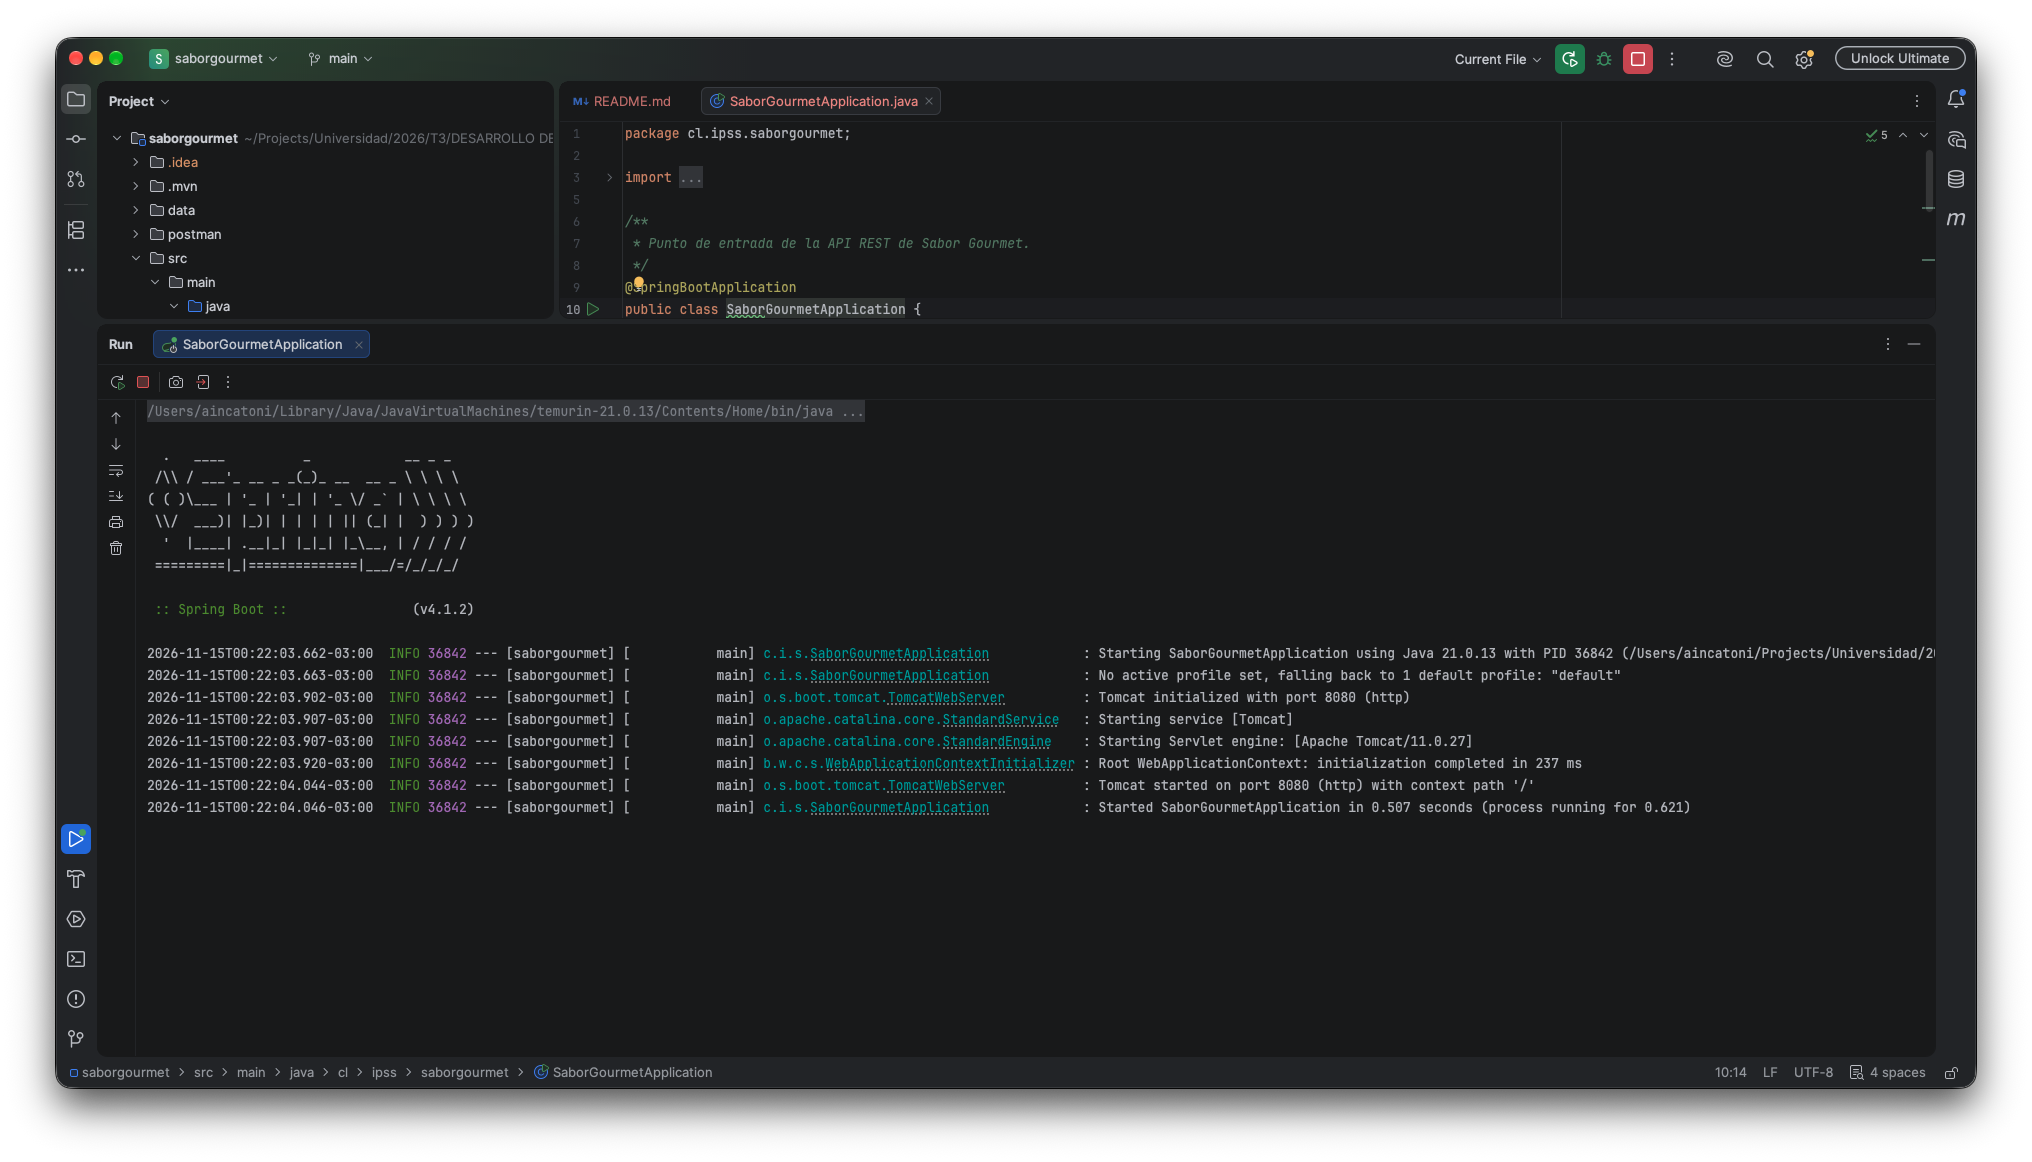 S saborgourmet main Current File Unlock Ultimate
Project
saborgourmet ~/Projects/Universidad/2026/T3/DESARROLLO DE
.idea
.mvn
data
postman
src
main
java
M↓ README.md SaborGourmetApplication.java
5
1 package cl.ipss.saborgourmet;
2
3 import ...
5
6 /**
7 * Punto de entrada de la API REST de Sabor Gourmet.
8 */
9 @SpringBootApplication
10 public class SaborGourmetApplication {
Run SaborGourmetApplication
/Users/aincatoni/Library/Java/JavaVirtualMachines/temurin-21.0.13/Contents/Home/bin/java ...
  .   ____          _            __ _ _
 /\\ / ___'_ __ _ _(_)_ __  __ _ \ \ \ \
( ( )\___ | '_ | '_| | '_ \/ _` | \ \ \ \
 \\/  ___)| |_)| | | | | || (_| |  ) ) ) )
  '  |____| .__|_| |_|_| |_\__, | / / / /
 =========|_|==============|___/=/_/_/_/
 :: Spring Boot ::                (v4.1.2)
2026-11-15T00:22:03.662-03:00  INFO 36842 --- [saborgourmet] [           main] c.i.s.SaborGourmetApplication            : Starting SaborGourmetApplication using Java 21.0.13 with PID 36842 (/Users/aincatoni/Projects/Universidad/20
2026-11-15T00:22:03.663-03:00  INFO 36842 --- [saborgourmet] [           main] c.i.s.SaborGourmetApplication            : No active profile set, falling back to 1 default profile: "default"
2026-11-15T00:22:03.902-03:00  INFO 36842 --- [saborgourmet] [           main] o.s.boot.tomcat.TomcatWebServer          : Tomcat initialized with port 8080 (http)
2026-11-15T00:22:03.907-03:00  INFO 36842 --- [saborgourmet] [           main] o.apache.catalina.core.StandardService   : Starting service [Tomcat]
2026-11-15T00:22:03.907-03:00  INFO 36842 --- [saborgourmet] [           main] o.apache.catalina.core.StandardEngine    : Starting Servlet engine: [Apache Tomcat/11.0.27]
2026-11-15T00:22:03.920-03:00  INFO 36842 --- [saborgourmet] [           main] b.w.c.s.WebApplicationContextInitializer : Root WebApplicationContext: initialization completed in 237 ms
2026-11-15T00:22:04.044-03:00  INFO 36842 --- [saborgourmet] [           main] o.s.boot.tomcat.TomcatWebServer          : Tomcat started on port 8080 (http) with context path '/'
2026-11-15T00:22:04.046-03:00  INFO 36842 --- [saborgourmet] [           main] c.i.s.SaborGourmetApplication            : Started SaborGourmetApplication in 0.507 seconds (process running for 0.621)
saborgourmet > src > main > java > cl > ipss > saborgourmet > SaborGourmetApplication 10:14 LF UTF-8 4 spaces